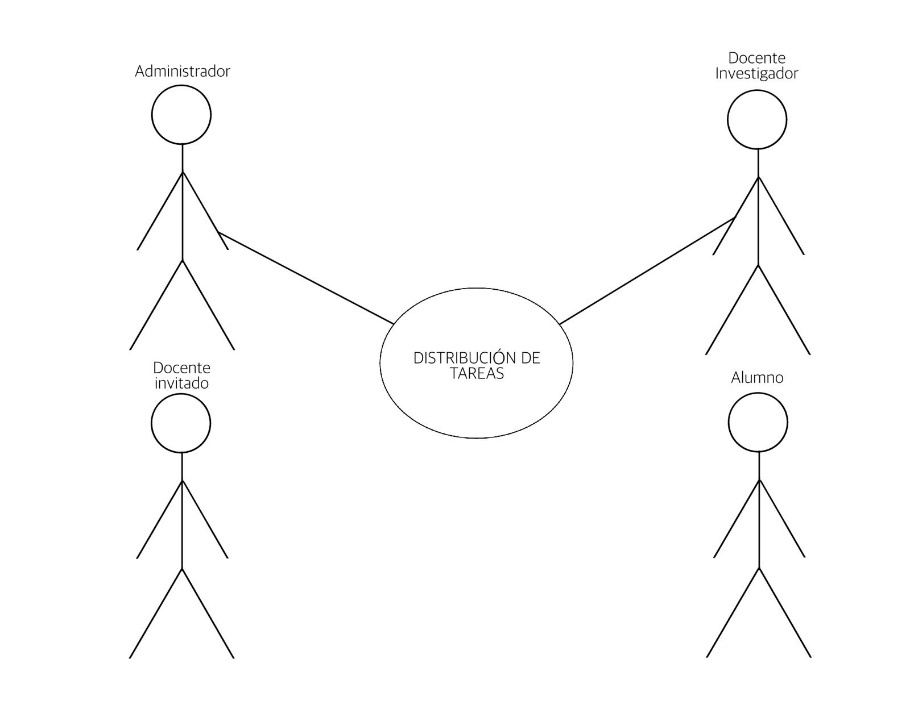 Administrador
Docente
Investigador
DISTRIBUCIÓN DE
TAREAS
Docente
invitado
Alumno